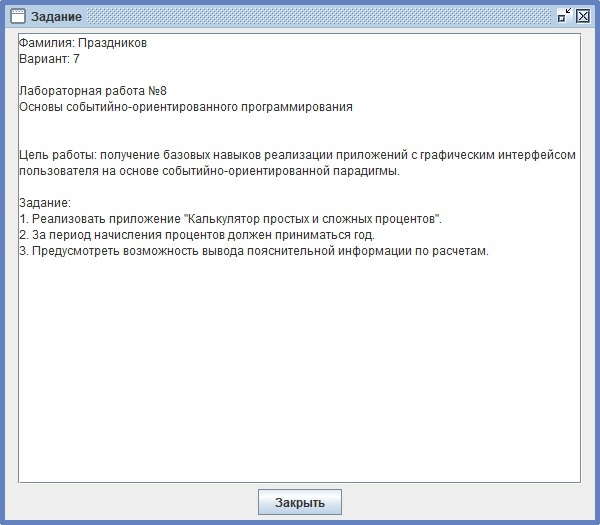 Задание
Фамилия: Праздников
Вариант: 7
Лабораторная работа №8
Основы событийно-ориентированного программирования
Цель работы: получение базовых навыков реализации приложений с графическим интерфейсом
пользователя на основе событийно-ориентированной парадигмы.
Задание:
1. Реализовать приложение "Калькулятор простых и сложных процентов".
2. За период начисления процентов должен приниматься год.
3. Предусмотреть возможность вывода пояснительной информации по расчетам.
Закрыть